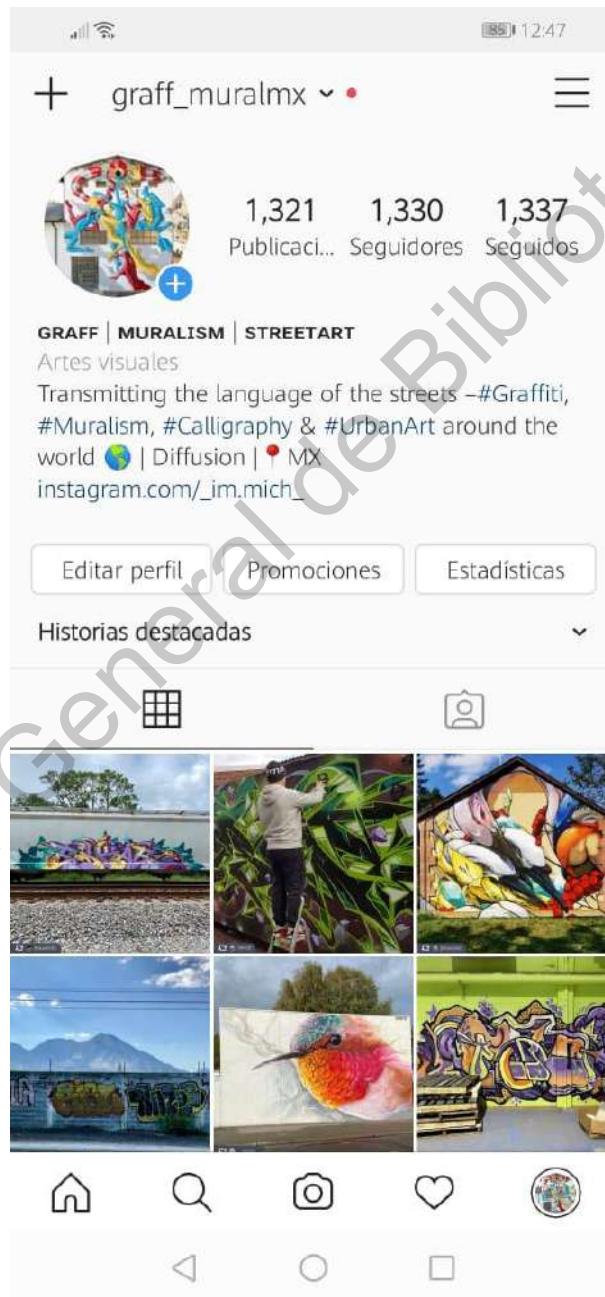 85 12:47
graff_muralmx
1,321 1,330 1,337
Publicaci... Seguidores Seguidos
GRAFF | MURALISM | STREETART
Artes visuales
Transmitting the language of the streets –#Graffiti,
#Muralism, #Calligraphy & #UrbanArt around the
world 🌎 | Diffusion | 📍 MX
instagram.com/_im.mich_
Editar perfil Promociones Estadísticas
Historias destacadas
General de Bibliot